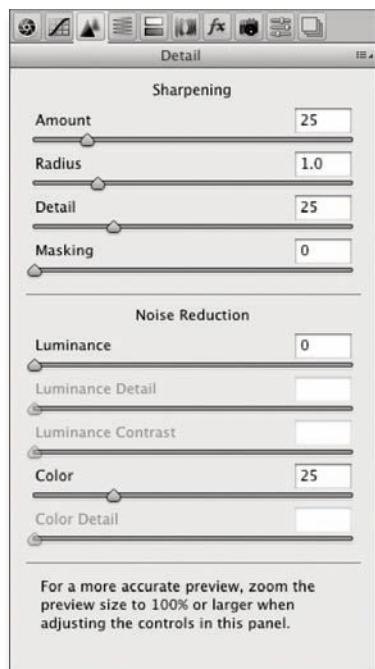 fx
Detail
Sharpening
Amount 25
Radius 1.0
Detail 25
Masking 0
Noise Reduction
Luminance 0
Luminance Detail
Luminance Contrast
Color 25
Color Detail
For a more accurate preview, zoom the
preview size to 100% or larger when
adjusting the controls in this panel.